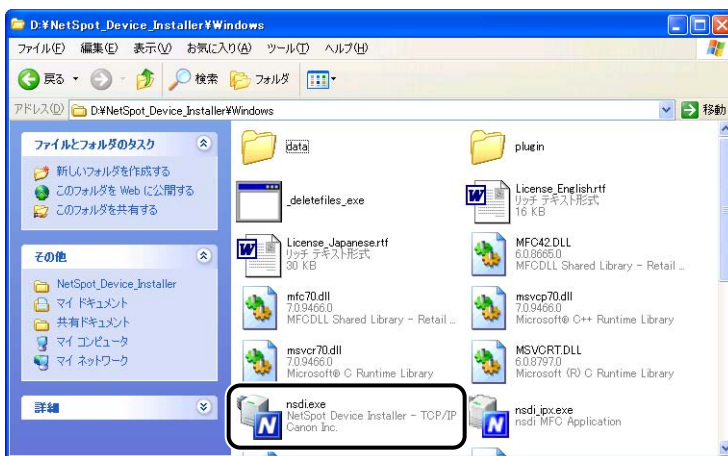 D:¥NetSpot_Device_Installer¥Windows
ファイル(F) 編集(E) 表示(V) お気に入り(A) ツール(T) ヘルプ(H)
戻る 検索 フォルダ
アドレス(D) D:¥NetSpot_Device_Installer¥Windows 移動
ファイルとフォルダのタスク
新しいフォルダを作成する
このフォルダを Web に公開する
このフォルダを共有する
その他
NetSpot_Device_Installer
マイ ドキュメント
共有ドキュメント
マイ コンピュータ
マイ ネットワーク
詳細
data
plugin
_deletefiles_exe
License_English.rtf
リッチ テキスト形式
16 KB
License_Japanese.rtf
リッチ テキスト形式
30 KB
MFC42.DLL
6.0.8665.0
MFCDLL Shared Library - Retail ...
mfc70.dll
7.0.9466.0
MFCDLL Shared Library - Retail ...
msvcp70.dll
7.0.9466.0
Microsoft® C++ Runtime Library
msvcr70.dll
7.0.9466.0
Microsoft® C Runtime Library
MSVCRT.DLL
6.0.8797.0
Microsoft (R) C Runtime Library
nsdi.exe
NetSpot Device Installer - TCP/IP
Canon Inc.
nsdi_ipx.exe
nsdi MFC Application